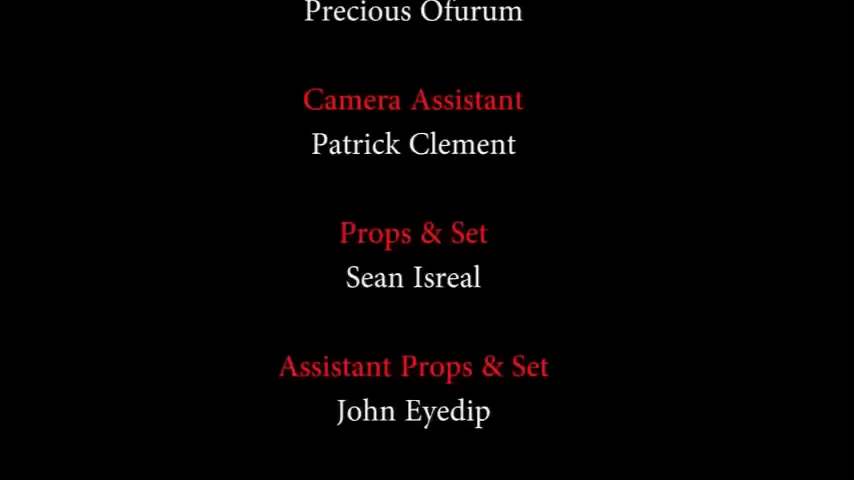 Precious Ofurum
Camera Assistant
Patrick Clement
Props & Set
Sean Isreal
Assistant Props & Set
John Eyedip